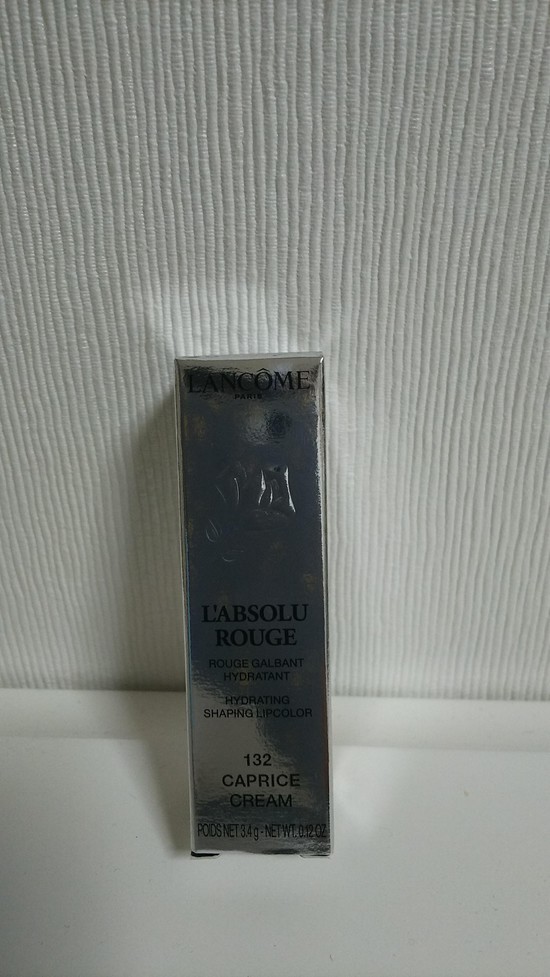 LANCÔME
PARIS
L'ABSOLU
ROUGE
ROUGE GALBANT
HYDRATANT
HYDRATING
SHAPING LIPCOLOR
132
CAPRICE
CREAM
POIDS NET 3.4 g - NET WT. 0.12 OZ